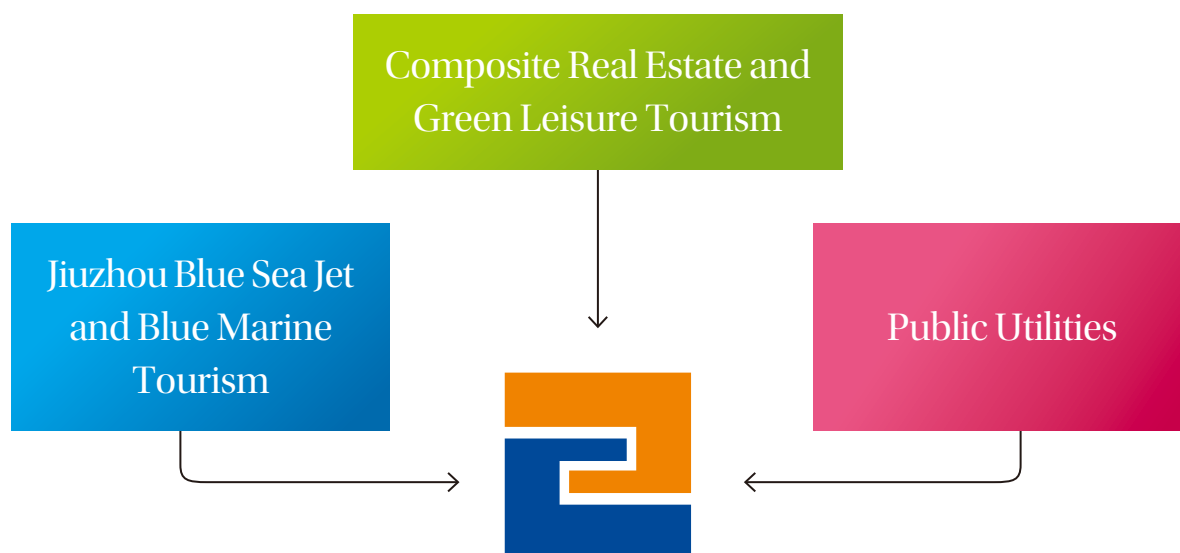 Composite Real Estate and
Green Leisure Tourism
Jiuzhou Blue Sea Jet
and Blue Marine
Tourism
Public Utilities